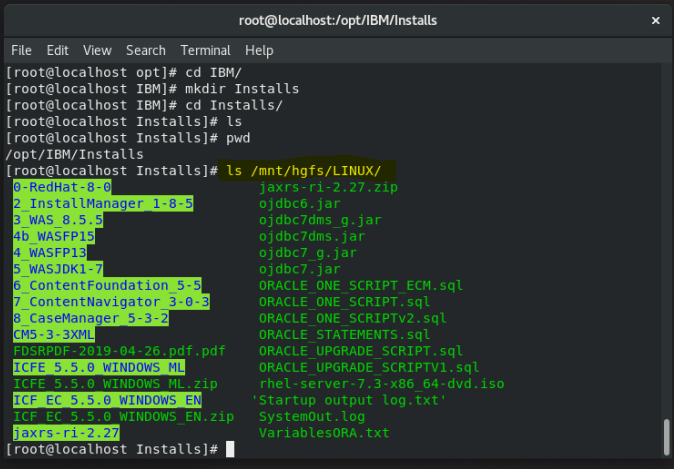 root@localhost:/opt/IBM/Installs ×
File Edit View Search Terminal Help
[root@localhost opt]# cd IBM/
[root@localhost IBM]# mkdir Installs
[root@localhost IBM]# cd Installs/
[root@localhost Installs]# ls
[root@localhost Installs]# pwd
/opt/IBM/Installs
[root@localhost Installs]# ls /mnt/hgfs/LINUX/
0-RedHat-8-0 jaxrs-ri-2.27.zip
2_InstallManager_1-8-5 ojdbc6.jar
3_WAS_8.5.5 ojdbc7dms_g.jar
4b_WASFP15 ojdbc7dms.jar
4_WASFP13 ojdbc7_g.jar
5_WASJDK1-7 ojdbc7.jar
6_ContentFoundation_5-5 ORACLE_ONE_SCRIPT_ECM.sql
7_ContentNavigator_3-0-3 ORACLE_ONE_SCRIPT.sql
8_CaseManager_5-3-2 ORACLE_ONE_SCRIPTv2.sql
CM5-3-3XML ORACLE_STATEMENTS.sql
FDSRPDF-2019-04-26.pdf.pdf ORACLE_UPGRADE_SCRIPT.sql
ICFE_5.5.0_WINDOWS_ML ORACLE_UPGRADE_SCRIPTV1.sql
ICFE_5.5.0_WINDOWS_ML.zip rhel-server-7.3-x86_64-dvd.iso
ICF_EC_5.5.0_WINDOWS_EN 'Startup output log.txt'
ICF_EC_5.5.0_WINDOWS_EN.zip SystemOut.log
jaxrs-ri-2.27 VariablesORA.txt
[root@localhost Installs]#